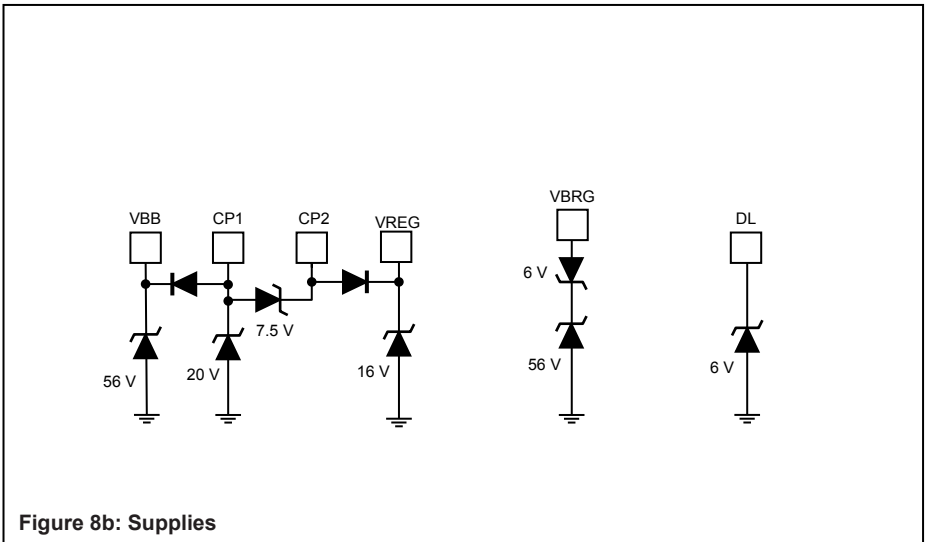 VBB
CP1
CP2
VREG
VBRG
DL
6 V
7.5 V
56 V
20 V
16 V
56 V
6 V
Figure 8b: Supplies